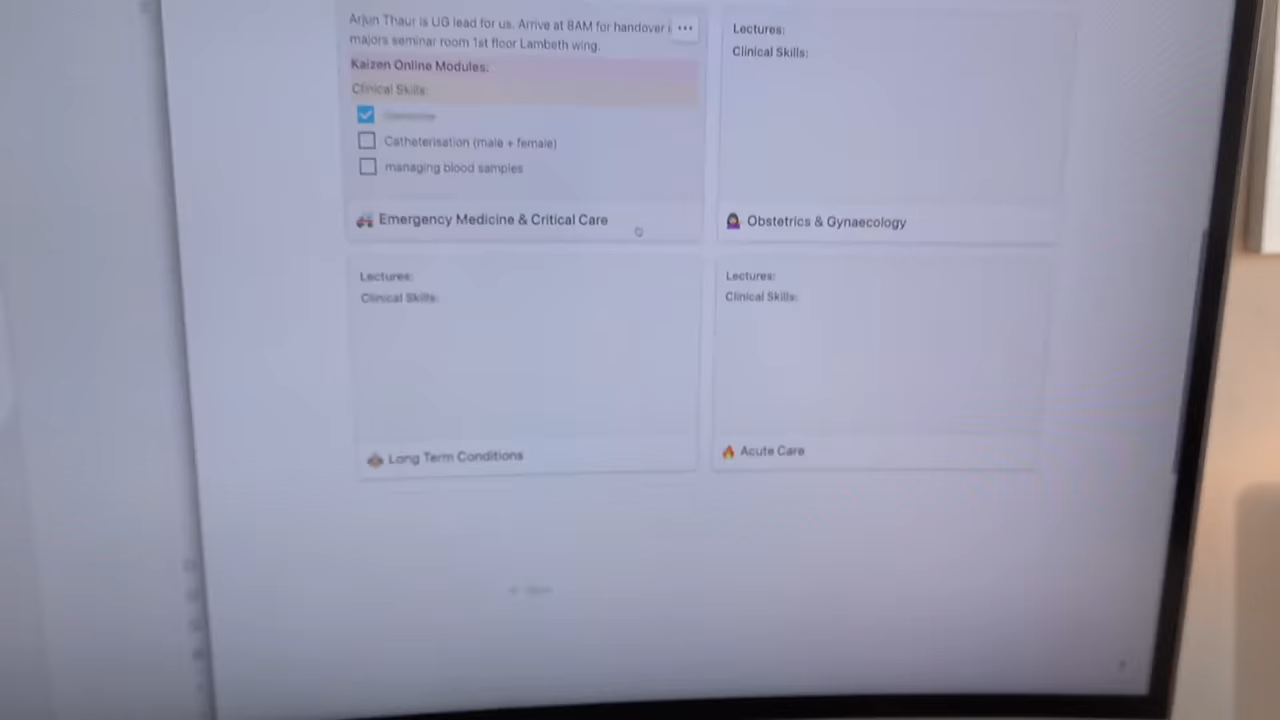 Arjun Thaur is UG lead for us. Arrive at 8AM for handover
majors seminar room 1st floor Lambeth wing.
Kaizen Online Modules:
Clinical Skills:
Catheterisation (male + female)
managing blood samples
Emergency Medicine & Critical Care
Lectures:
Clinical Skills:
Obstetrics & Gynaecology
Lectures:
Clinical Skills:
Long Term Conditions
Lectures:
Clinical Skills:
Acute Care